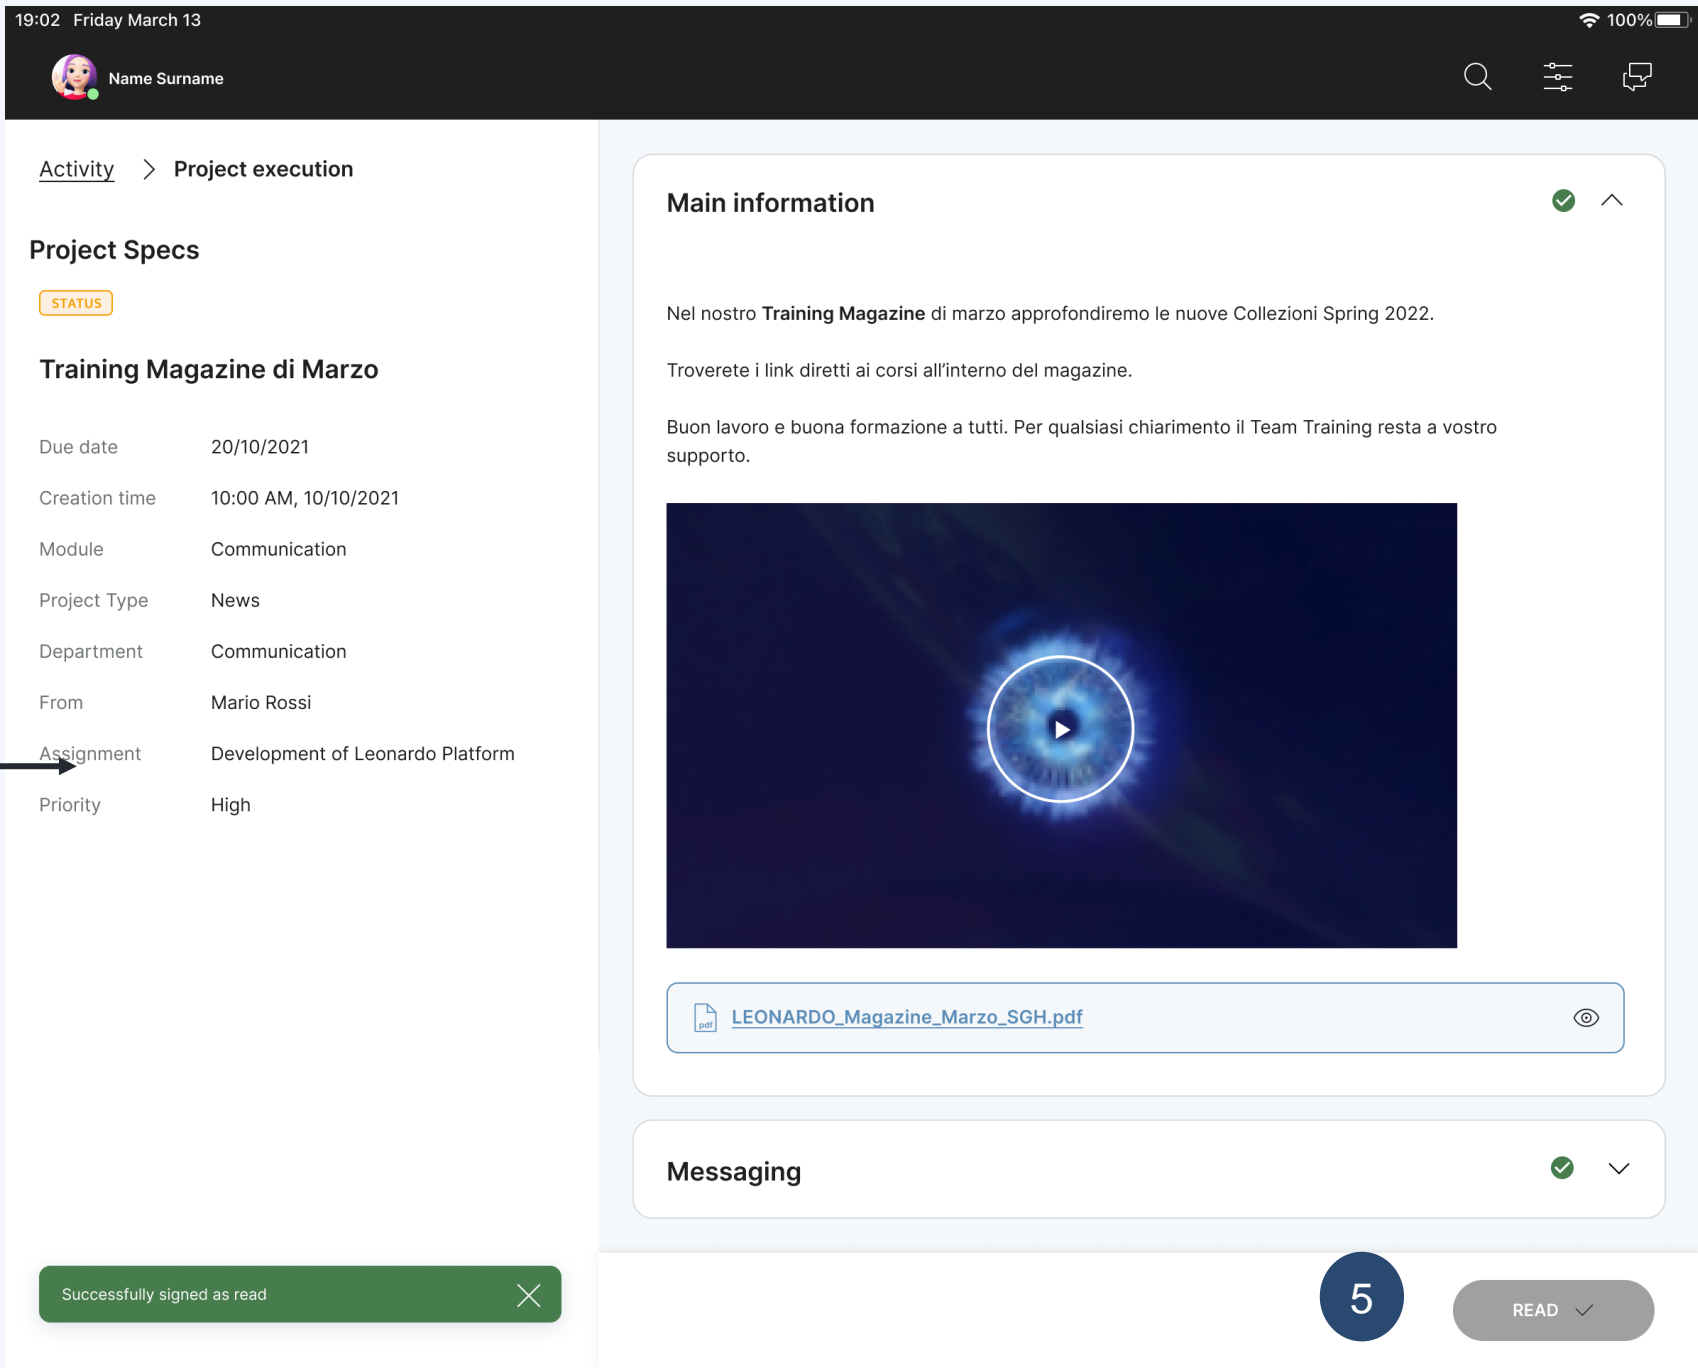 19:02 Friday March 13
100%
Name Surname
Activity
Project execution
Project Specs
STATUS
Training Magazine di Marzo
Due date 20/10/2021
Creation time 10:00 AM, 10/10/2021
Module Communication
Project Type News
Department Communication
From Mario Rossi
Assignment Development of Leonardo Platform
Priority High
Successfully signed as read
Main information
Nel nostro Training Magazine di marzo approfondiremo le nuove Collezioni Spring 2022.
Troverete i link diretti ai corsi all'interno del magazine.
Buon lavoro e buona formazione a tutti. Per qualsiasi chiarimento il Team Training resta a vostro
supporto.
pdf
LEONARDO_Magazine_Marzo_SGH.pdf
Messaging
5
READ